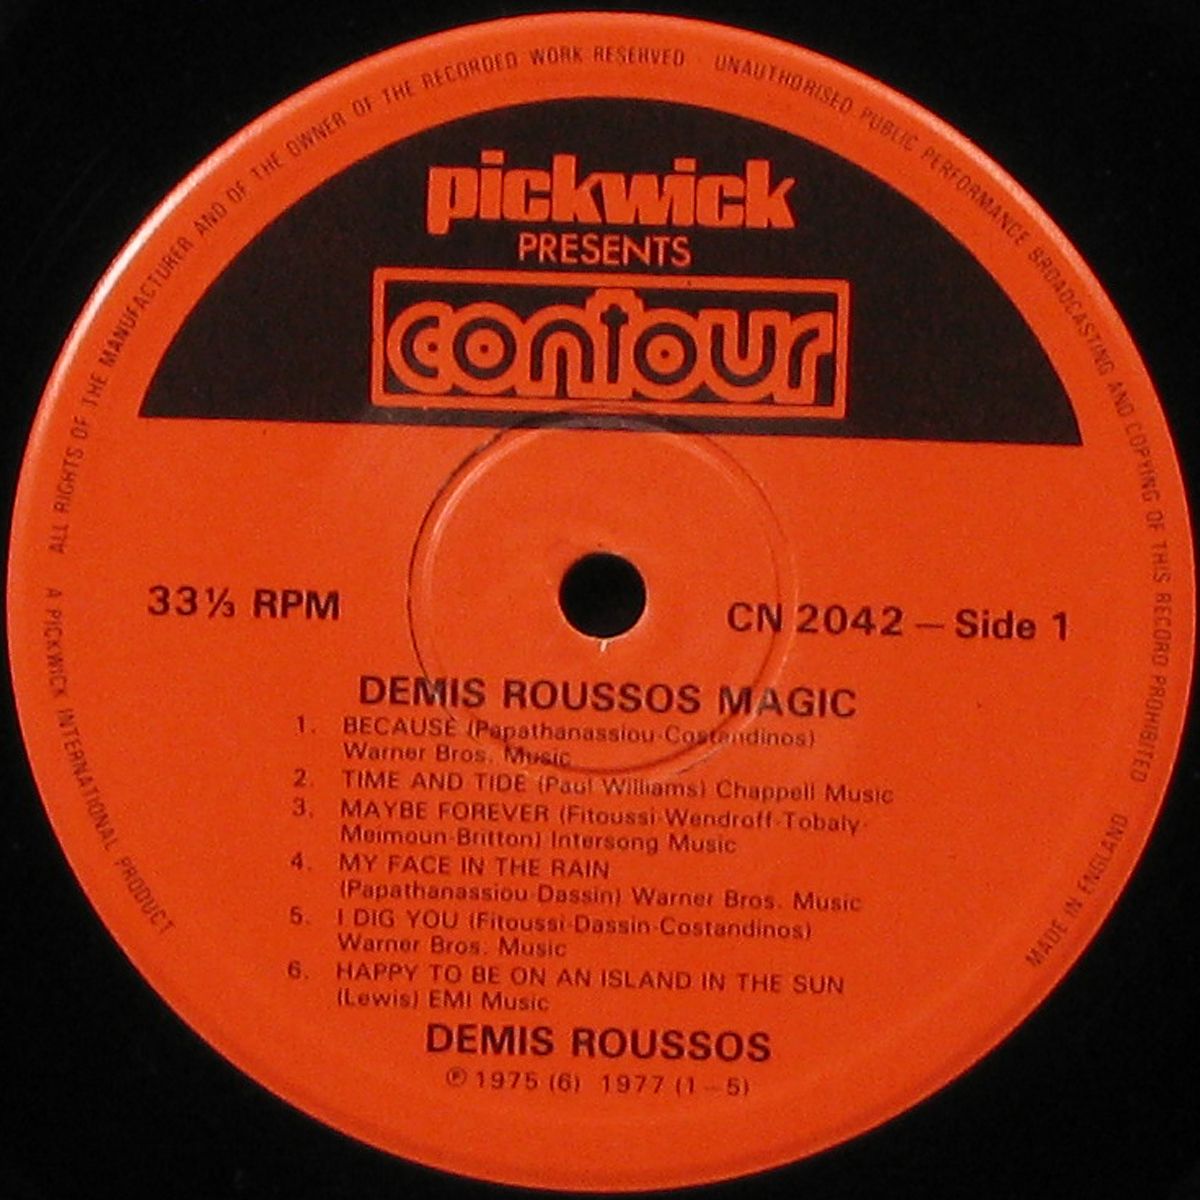 ALL RIGHTS OF THE MANUFACTURER AND OF THE OWNER OF THE RECORDED WORK RESERVED · UNAUTHORISED PUBLIC PERFORMANCE BROADCASTING AND COPYING OF THIS RECORD PROHIBITED
pickwick
PRESENTS
contour
33⅓ RPM
CN 2042 — Side 1
DEMIS ROUSSOS MAGIC
1. BECAUSE (Papathanassiou-Costandinos)
Warner Bros. Music
2. TIME AND TIDE (Paul Williams) Chappell Music
3. MAYBE FOREVER (Fitoussi-Wendroff-Tobaly-
Meimoun-Britton) Intersong Music
4. MY FACE IN THE RAIN
(Papathanassiou-Dassin) Warner Bros. Music
5. I DIG YOU (Fitoussi-Dassin-Costandinos)
Warner Bros. Music
6. HAPPY TO BE ON AN ISLAND IN THE SUN
(Lewis) EMI Music
DEMIS ROUSSOS
℗ 1975 (6) 1977 (1–5)
A PICKWICK INTERNATIONAL PRODUCT
MADE IN ENGLAND